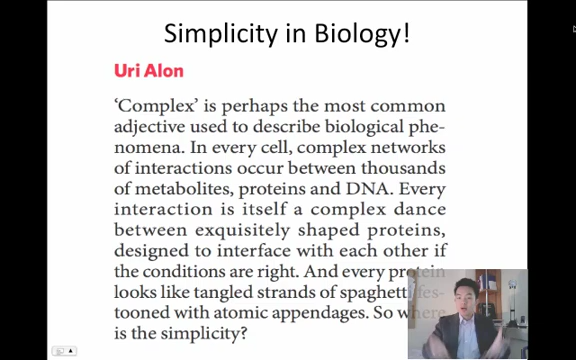 Simplicity in Biology!
Uri Alon
‘Complex’ is perhaps the most common
adjective used to describe biological phe-
nomena. In every cell, complex networks
of interactions occur between thousands
of metabolites, proteins and DNA. Every
interaction is itself a complex dance
between exquisitely shaped proteins,
designed to interface with each other if
the conditions are right. And every protein
looks like tangled strands of spaghetti fes-
tooned with atomic appendages. So where
is the simplicity?